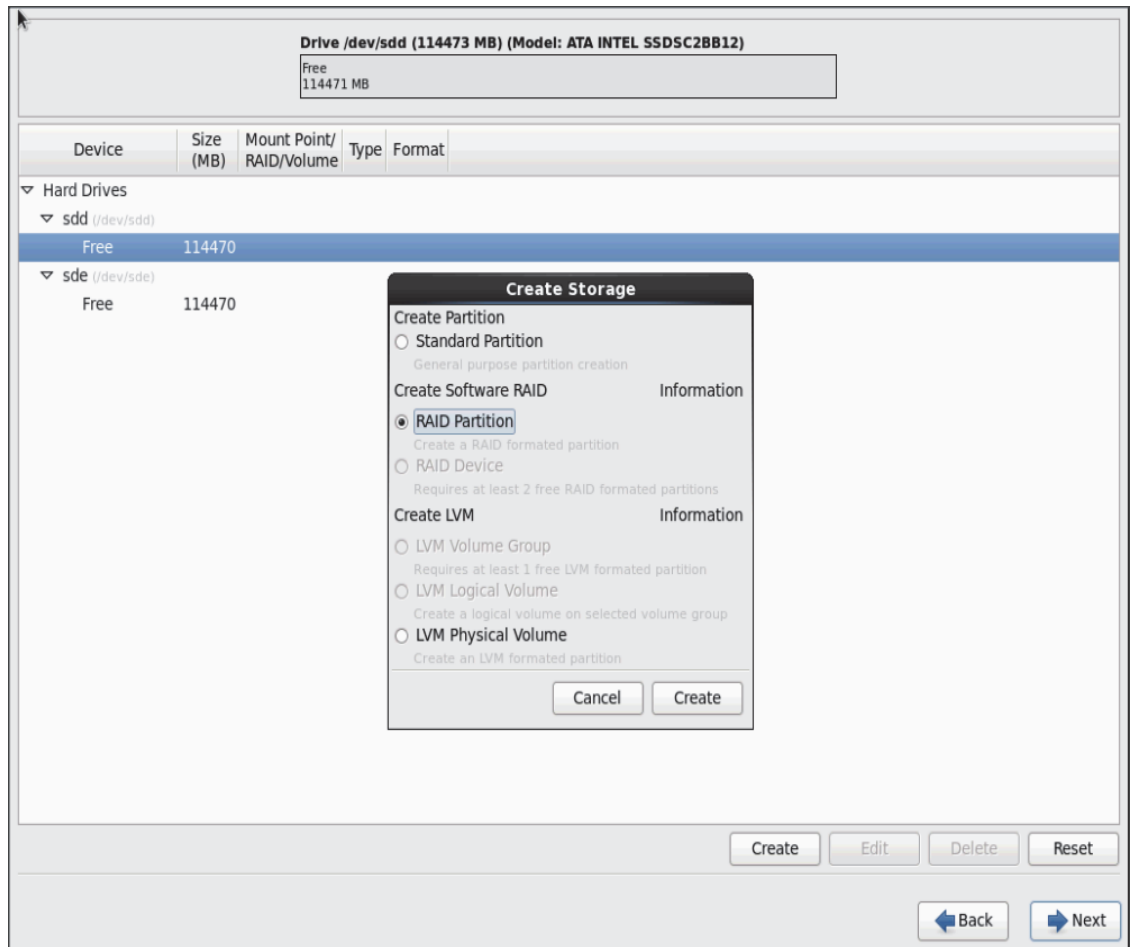 Drive /dev/sdd (114473 MB) (Model: ATA INTEL SSDSC2BB12)
Free
114471 MB
Device Size (MB) Mount Point/ RAID/Volume Type Format
Hard Drives
sdd (/dev/sdd)
Free 114470
sde (/dev/sde)
Free 114470
Create Storage
Create Partition
Standard Partition
General purpose partition creation
Create Software RAID Information
RAID Partition
Create a RAID formated partition
RAID Device
Requires at least 2 free RAID formated partitions
Create LVM Information
LVM Volume Group
Requires at least 1 free LVM formated partition
LVM Logical Volume
Create a logical volume on selected volume group
LVM Physical Volume
Create an LVM formated partition
Cancel Create
Create Edit Delete Reset
Back Next